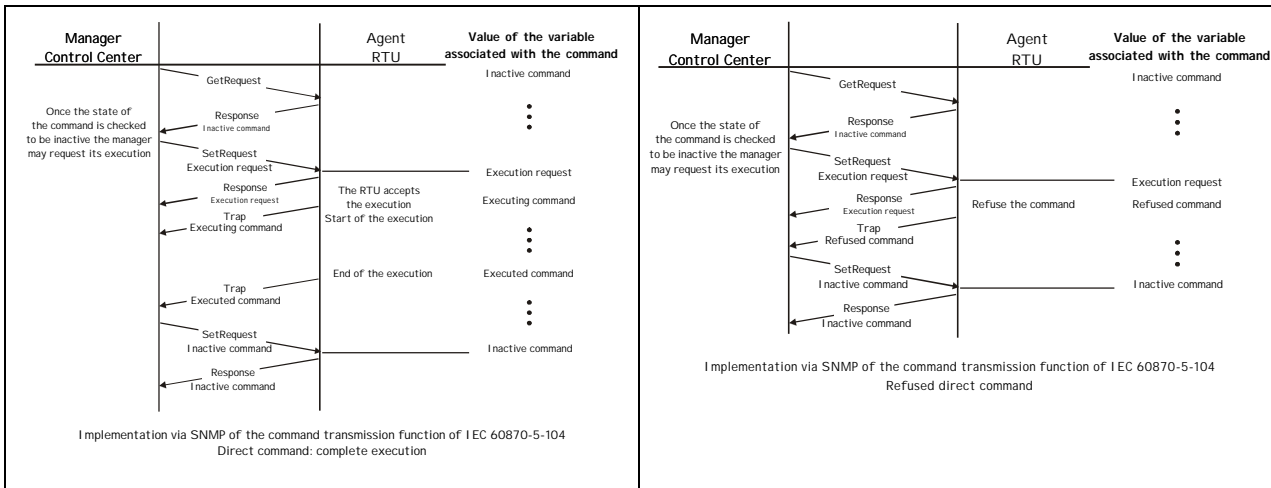 Manager
Control Center
Agent
RTU
Value of the variable
associated with the command
GetRequest
Inactive command
Response
Inactive command
Once the state of
the command is checked
to be inactive the manager
may request its execution
SetRequest
Execution request
Execution request
Response
Execution request
The RTU accepts
the execution
Start of the execution
Executing command
Trap
Executing command
End of the execution
Executed command
Trap
Executed command
SetRequest
Inactive command
Inactive command
Response
Inactive command
Implementation via SNMP of the command transmission function of IEC 60870-5-104
Direct command: complete execution
Manager
Control Center
Agent
RTU
Value of the variable
associated with the command
GetRequest
Inactive command
Response
Inactive command
Once the state of
the command is checked
to be inactive the manager
may request its execution
SetRequest
Execution request
Execution request
Response
Execution request
Refuse the command
Refused command
Trap
Refused command
SetRequest
Inactive command
Inactive command
Response
Inactive command
Implementation via SNMP of the command transmission function of IEC 60870-5-104
Refused direct command